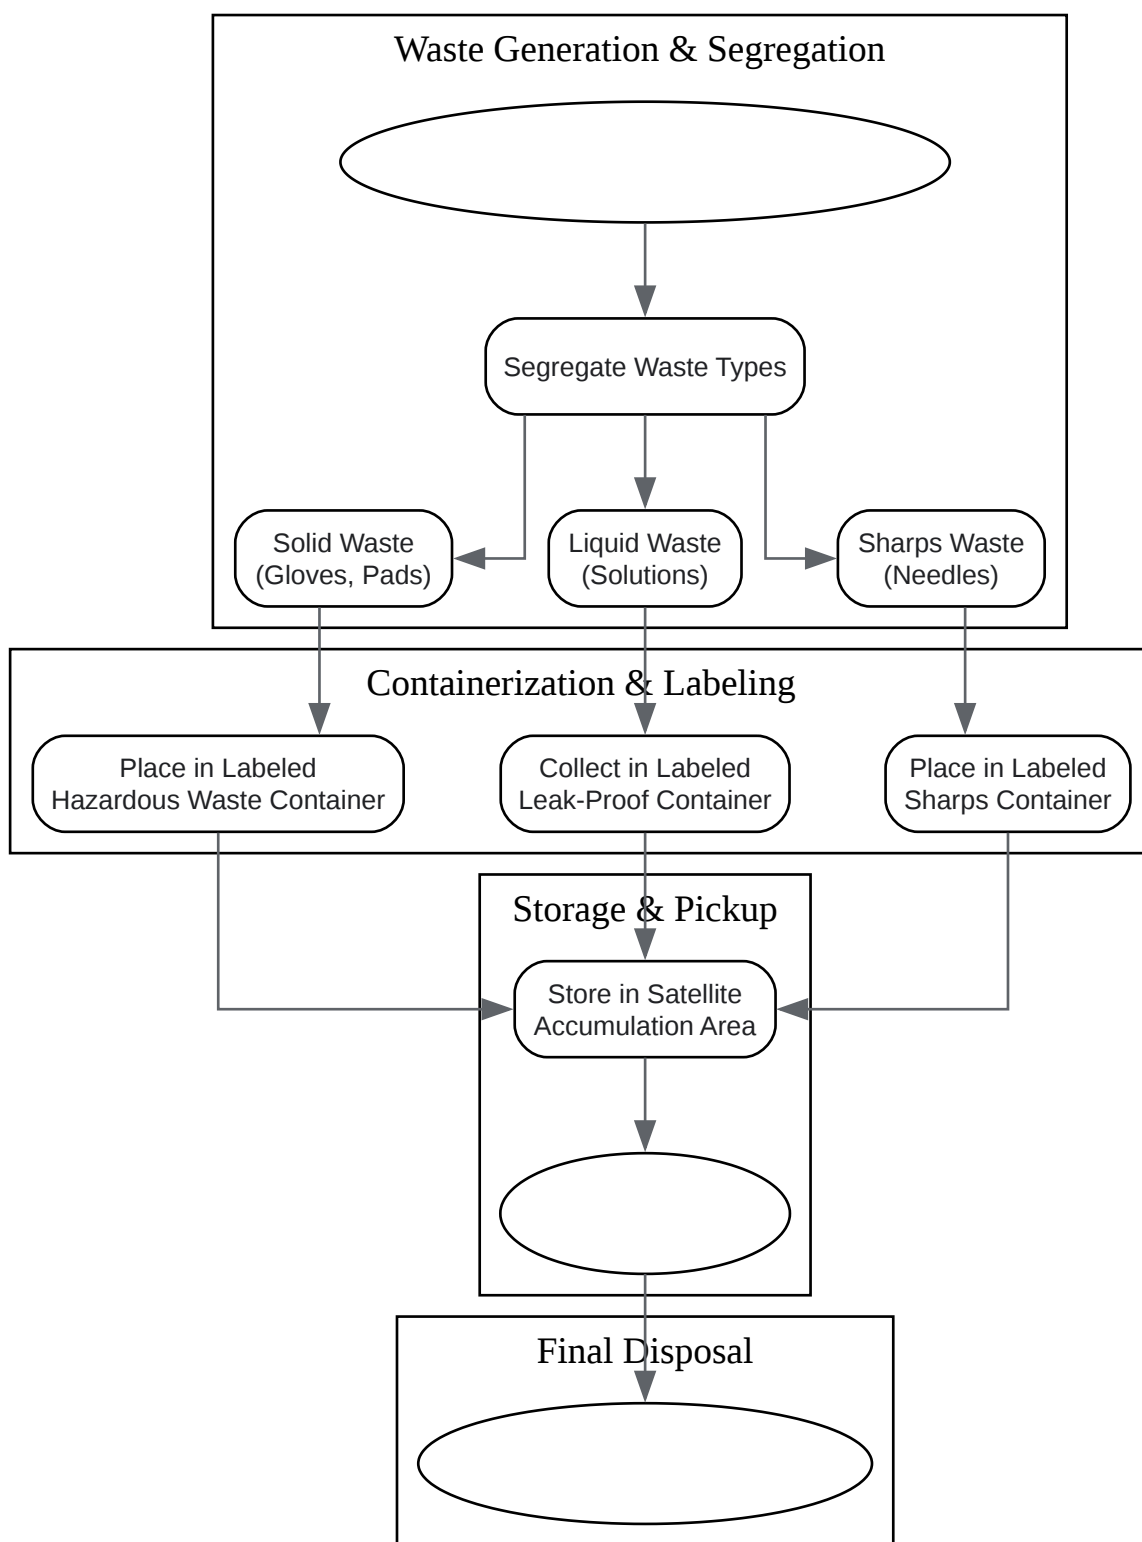 Waste Generation & Segregation
Segregate Waste Types
Solid Waste
(Gloves, Pads)
Liquid Waste
(Solutions)
Sharps Waste
(Needles)
Containerization & Labeling
Place in Labeled
Hazardous Waste Container
Collect in Labeled
Leak-Proof Container
Place in Labeled
Sharps Container
Storage & Pickup
Store in Satellite
Accumulation Area
Final Disposal